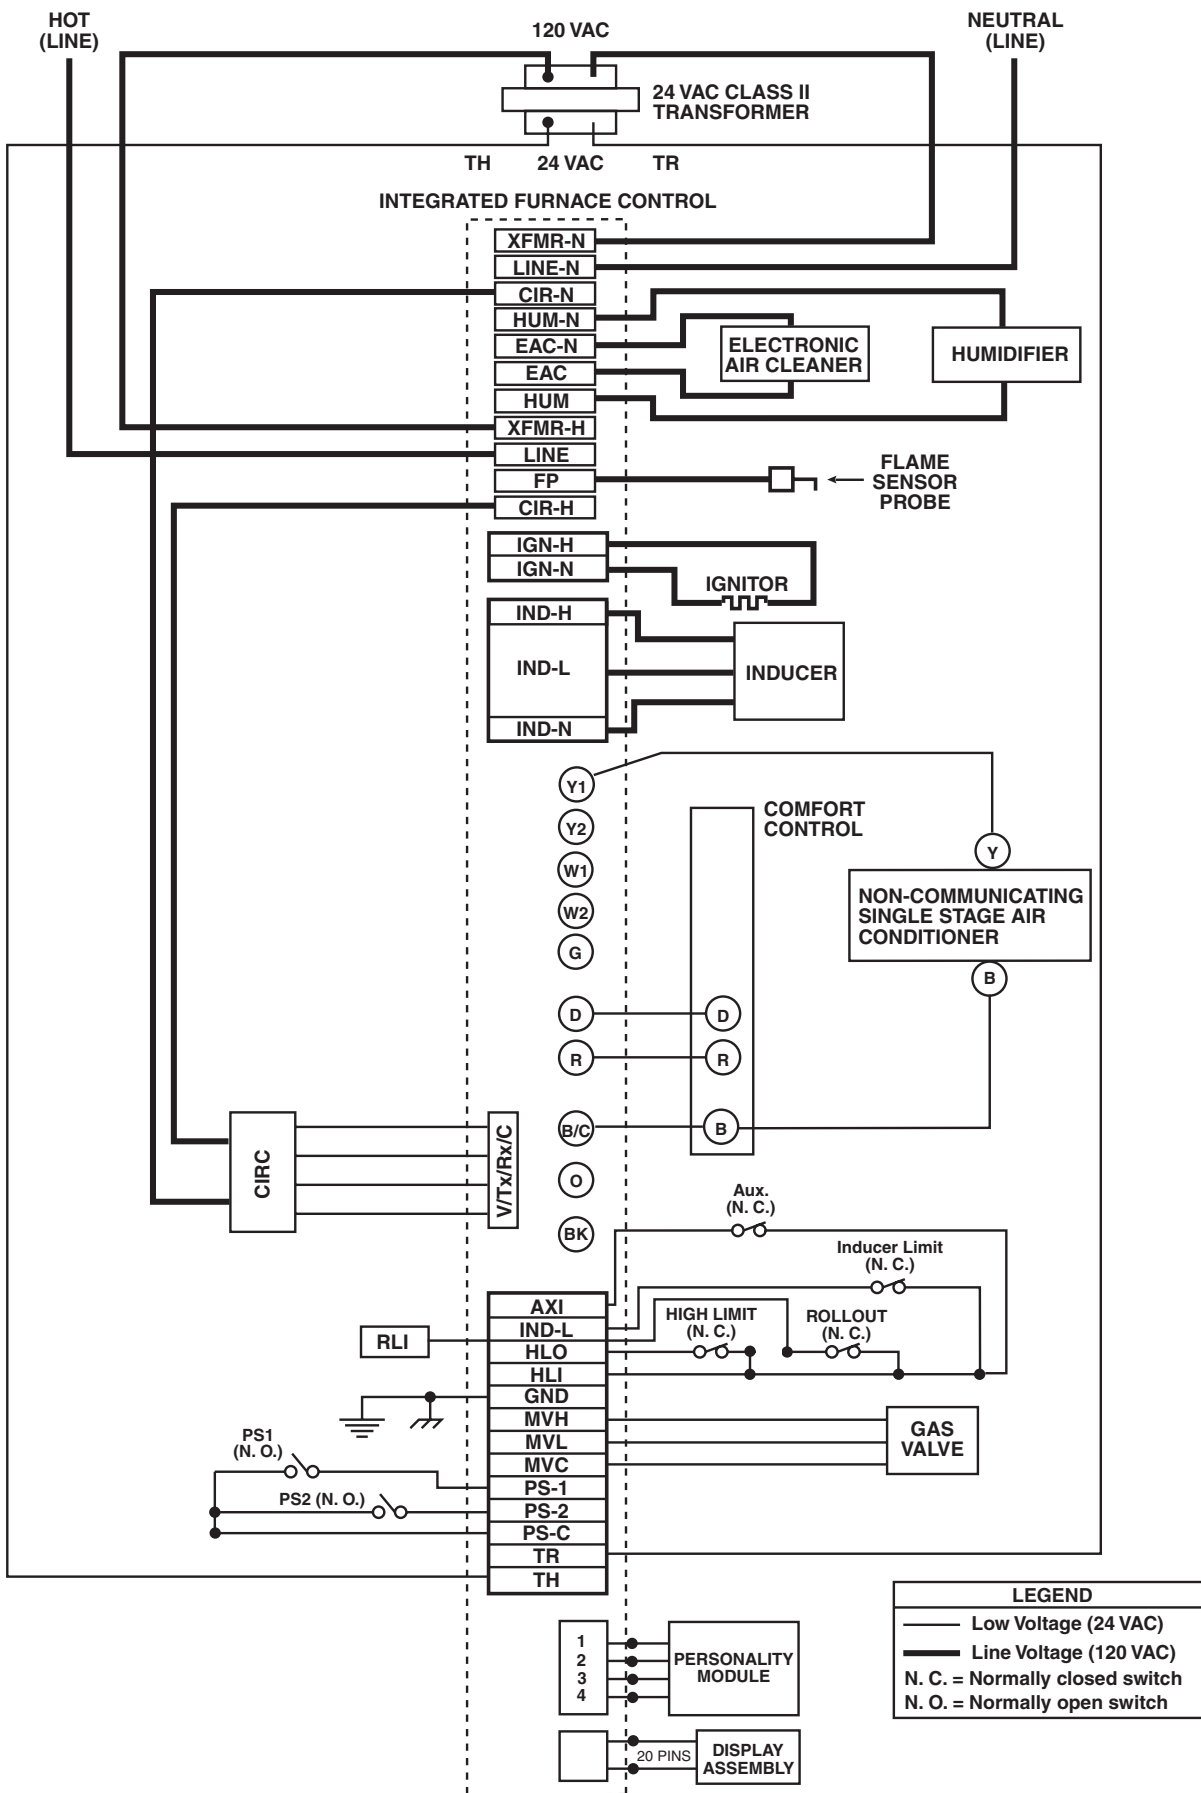 HOT
(LINE)
120 VAC
NEUTRAL
(LINE)
24 VAC CLASS II
TRANSFORMER
TH
24 VAC
TR
INTEGRATED FURNACE CONTROL
XFMR-N
LINE-N
CIR-N
HUM-N
EAC-N
EAC
HUM
XFMR-H
LINE
FP
CIR-H
ELECTRONIC
AIR CLEANER
HUMIDIFIER
FLAME
SENSOR
PROBE
IGN-H
IGN-N
IGNITOR
IND-H
IND-L
IND-N
INDUCER
Y1
Y2
W1
W2
G
D
R
B/C
O
BK
COMFORT
CONTROL
D
R
B
Y
NON-COMMUNICATING
SINGLE STAGE AIR
CONDITIONER
B
CIRC
V/Tx/Rx/C
Aux.
(N. C.)
Inducer Limit
(N. C.)
HIGH LIMIT
(N. C.)
ROLLOUT
(N. C.)
RLI
AXI
IND-L
HLO
HLI
GND
MVH
MVL
MVC
PS-1
PS-2
PS-C
TR
TH
GAS
VALVE
PS1
(N. O.)
PS2 (N. O.)
1
2
3
4
PERSONALITY
MODULE
20 PINS
DISPLAY
ASSEMBLY
LEGEND
Low Voltage (24 VAC)
Line Voltage (120 VAC)
N. C. = Normally closed switch
N. O. = Normally open switch